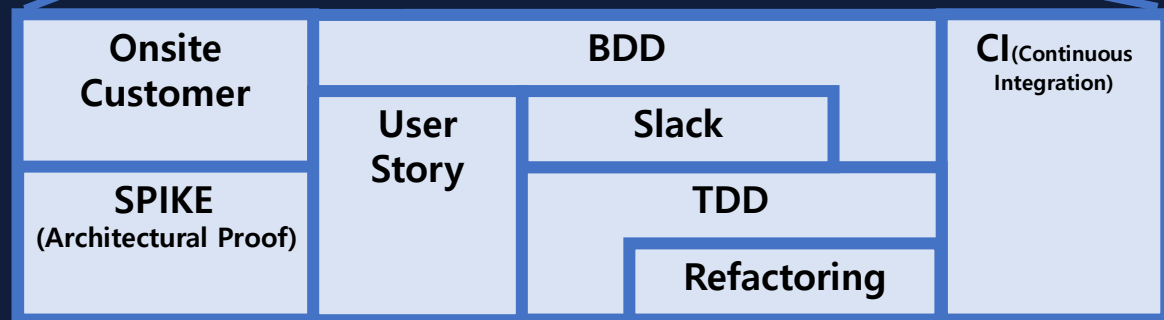 Onsite
Customer
BDD
CI(Continuous
Integration)
User
Story
Slack
SPIKE
(Architectural Proof)
TDD
Refactoring